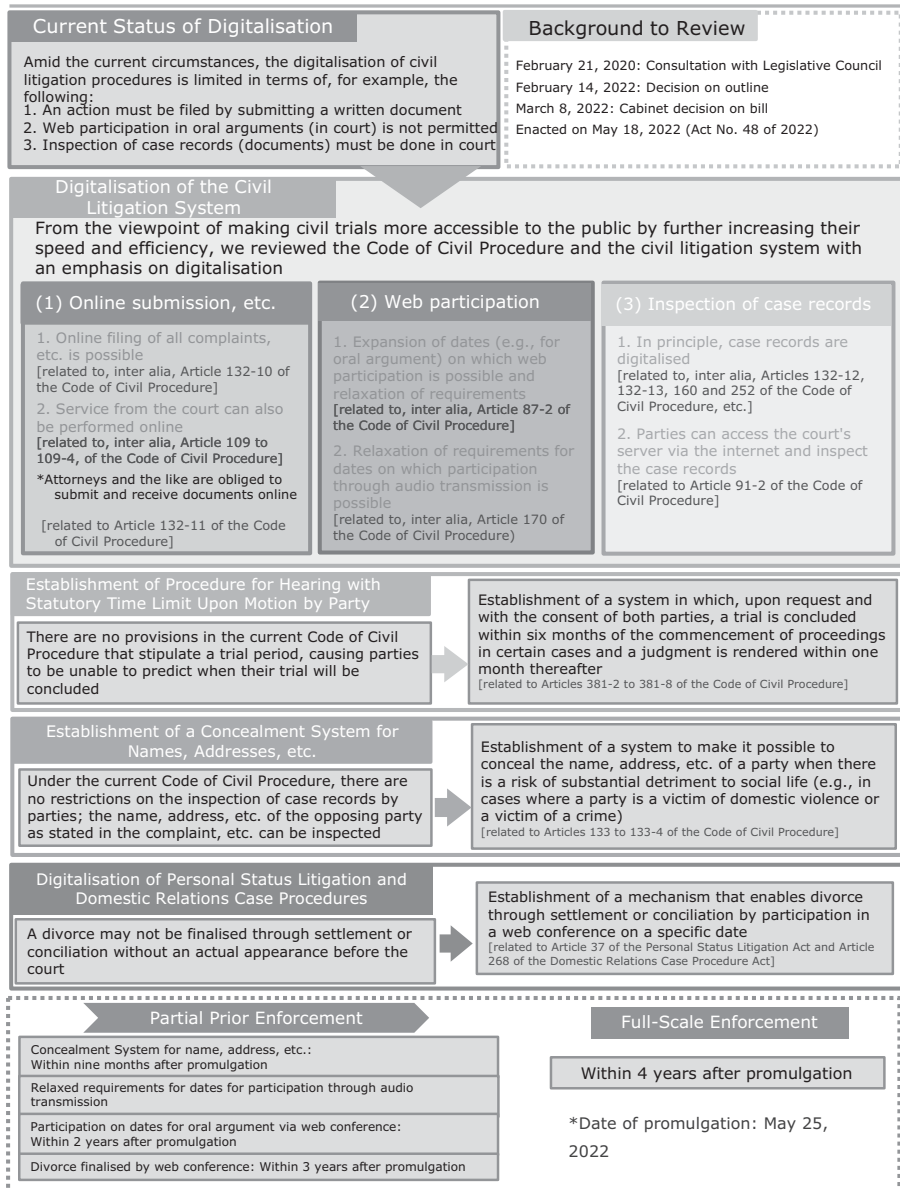 Current Status of Digitalisation
Amid the current circumstances, the digitalisation of civil
litigation procedures is limited in terms of, for example, the
following:
1. An action must be filed by submitting a written document
2. Web participation in oral arguments (in court) is not permitted
3. Inspection of case records (documents) must be done in court
Background to Review
February 21, 2020: Consultation with Legislative Council
February 14, 2022: Decision on outline
March 8, 2022: Cabinet decision on bill
Enacted on May 18, 2022 (Act No. 48 of 2022)
Digitalisation of the Civil
Litigation System
From the viewpoint of making civil trials more accessible to the public by further increasing their
speed and efficiency, we reviewed the Code of Civil Procedure and the civil litigation system with
an emphasis on digitalisation
(1) Online submission, etc.
1. Online filing of all complaints,
etc. is possible
[related to, inter alia, Article 132-10 of
the Code of Civil Procedure]
2. Service from the court can also
be performed online
[related to, inter alia, Article 109 to
109-4, of the Code of Civil Procedure]
*Attorneys and the like are obliged to
submit and receive documents online
[related to Article 132-11 of the Code
of Civil Procedure]
(2) Web participation
1. Expansion of dates (e.g., for
oral argument) on which web
participation is possible and
relaxation of requirements
[related to, inter alia, Article 87-2 of
the Code of Civil Procedure]
2. Relaxation of requirements for
dates on which participation
through audio transmission is
possible
[related to, inter alia, Article 170 of
the Code of Civil Procedure)
(3) Inspection of case records
1. In principle, case records are
digitalised
[related to, inter alia, Articles 132-12,
132-13, 160 and 252 of the Code of
Civil Procedure, etc.]
2. Parties can access the court's
server via the internet and inspect
the case records
[related to Article 91-2 of the Code of
Civil Procedure]
Establishment of Procedure for Hearing with
Statutory Time Limit Upon Motion by Party
There are no provisions in the current Code of Civil
Procedure that stipulate a trial period, causing parties
to be unable to predict when their trial will be
concluded
Establishment of a system in which, upon request and
with the consent of both parties, a trial is concluded
within six months of the commencement of proceedings
in certain cases and a judgment is rendered within one
month thereafter
[related to Articles 381-2 to 381-8 of the Code of Civil Procedure]
Establishment of a Concealment System for
Names, Addresses, etc.
Under the current Code of Civil Procedure, there are
no restrictions on the inspection of case records by
parties; the name, address, etc. of the opposing party
as stated in the complaint, etc. can be inspected
Establishment of a system to make it possible to
conceal the name, address, etc. of a party when there
is a risk of substantial detriment to social life (e.g., in
cases where a party is a victim of domestic violence or
a victim of a crime)
[related to Articles 133 to 133-4 of the Code of Civil Procedure]
Digitalisation of Personal Status Litigation and
Domestic Relations Case Procedures
A divorce may not be finalised through settlement or
conciliation without an actual appearance before the
court
Establishment of a mechanism that enables divorce
through settlement or conciliation by participation in
a web conference on a specific date
[related to Article 37 of the Personal Status Litigation Act and Article
268 of the Domestic Relations Case Procedure Act]
Partial Prior Enforcement
Concealment System for name, address, etc.:
Within nine months after promulgation
Relaxed requirements for dates for participation through audio
transmission
Participation on dates for oral argument via web conference:
Within 2 years after promulgation
Divorce finalised by web conference: Within 3 years after promulgation
Full-Scale Enforcement
Within 4 years after promulgation
*Date of promulgation: May 25,
2022